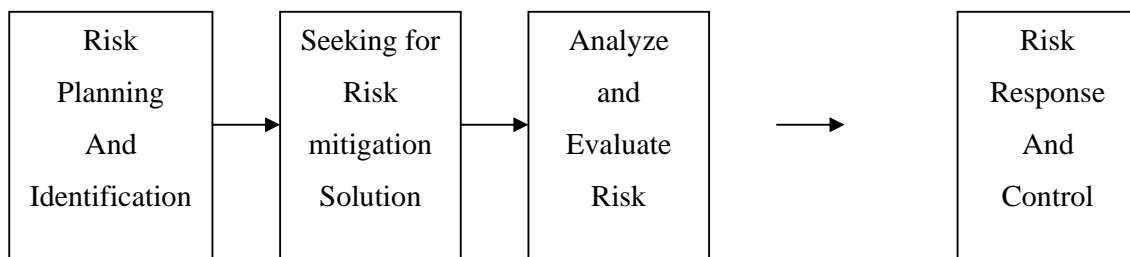 Risk
Planning
And
Identification
Seeking for
Risk
mitigation
Solution
Analyze
and
Evaluate
Risk
Risk
Response
And
Control